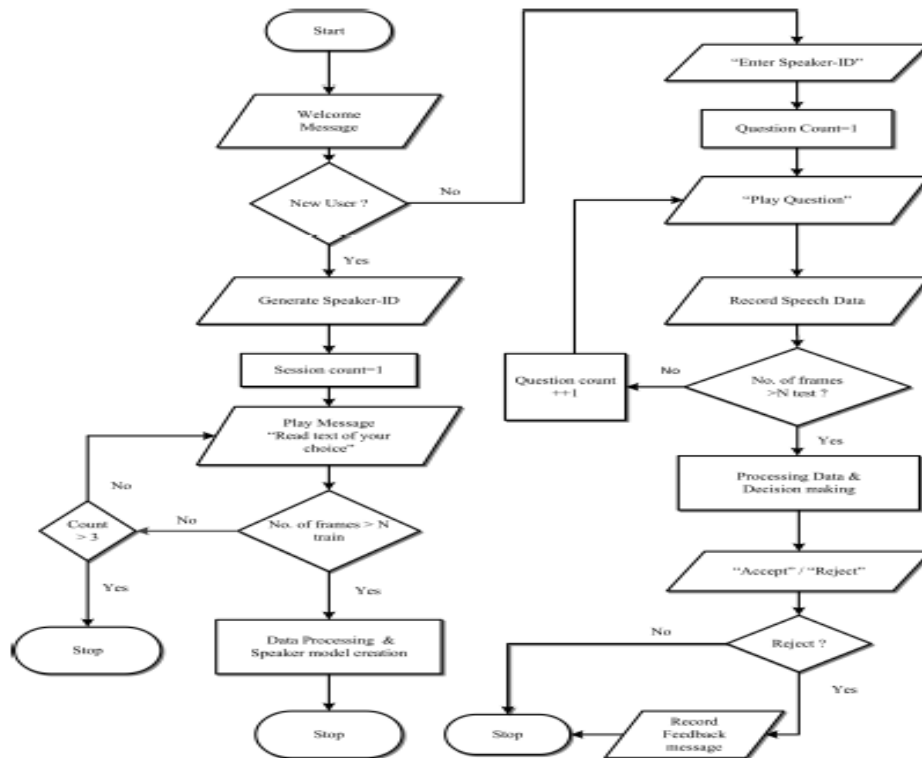 Start
Welcome
Message
New User ?
No
Yes
Generate Speaker-ID
Session count=1
Play Message
"Read text of your
choice"
No. of frames > N
train
No
Count
> 3
No
Yes
Stop
Yes
Data Processing &
Speaker model creation
Stop
"Enter Speaker-ID"
Question Count=1
"Play Question"
Record Speech Data
No. of frames
>N test ?
No
Question count
++1
Yes
Processing Data &
Decision making
"Accept" / "Reject"
Reject ?
No
Yes
Record
Feedback
message
Stop